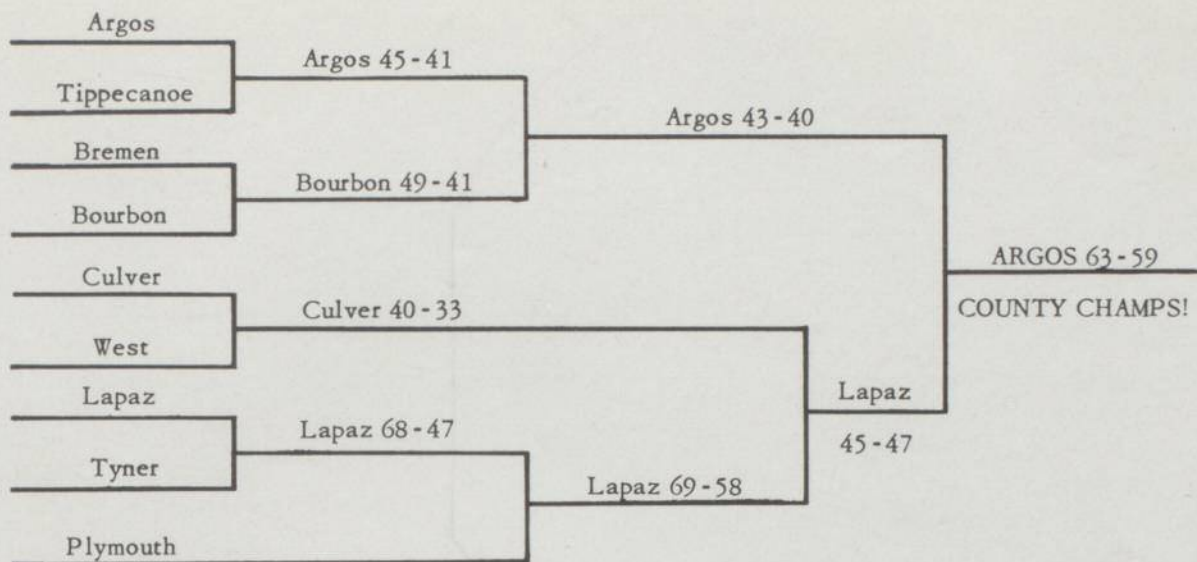 Argos
Argos 45-41
Tippecanoe
Argos 43-40
Bremen
Bourbon 49-41
Bourbon
ARGOS 63-59
Culver
Culver 40-33
COUNTY CHAMPS!
West
Lapaz
Lapaz
Lapaz 68-47
45-47
Tyner
Lapaz 69-58
Plymouth